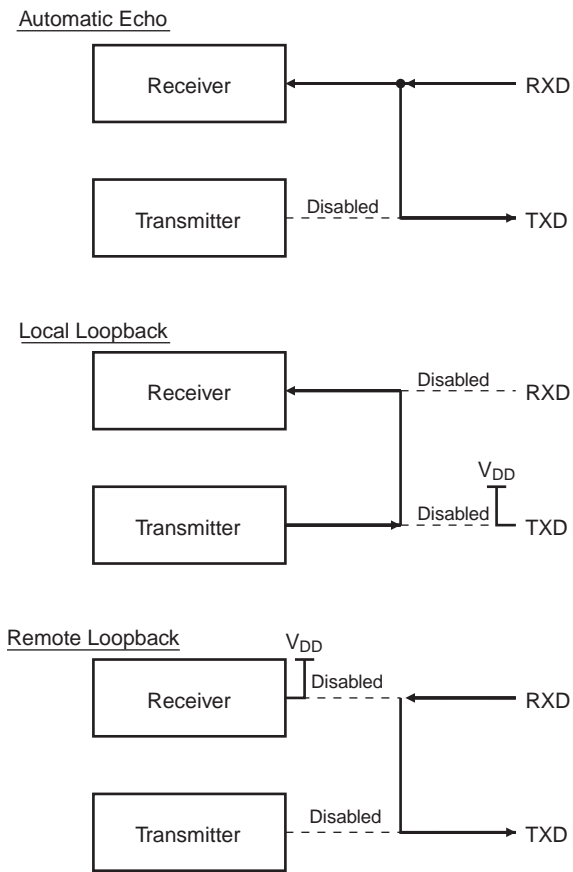 Automatic Echo
Receiver
RXD
Transmitter
Disabled
TXD
Local Loopback
Receiver
Disabled
RXD
VDD
Transmitter
Disabled
TXD
Remote Loopback
VDD
Receiver
Disabled
RXD
Transmitter
Disabled
TXD